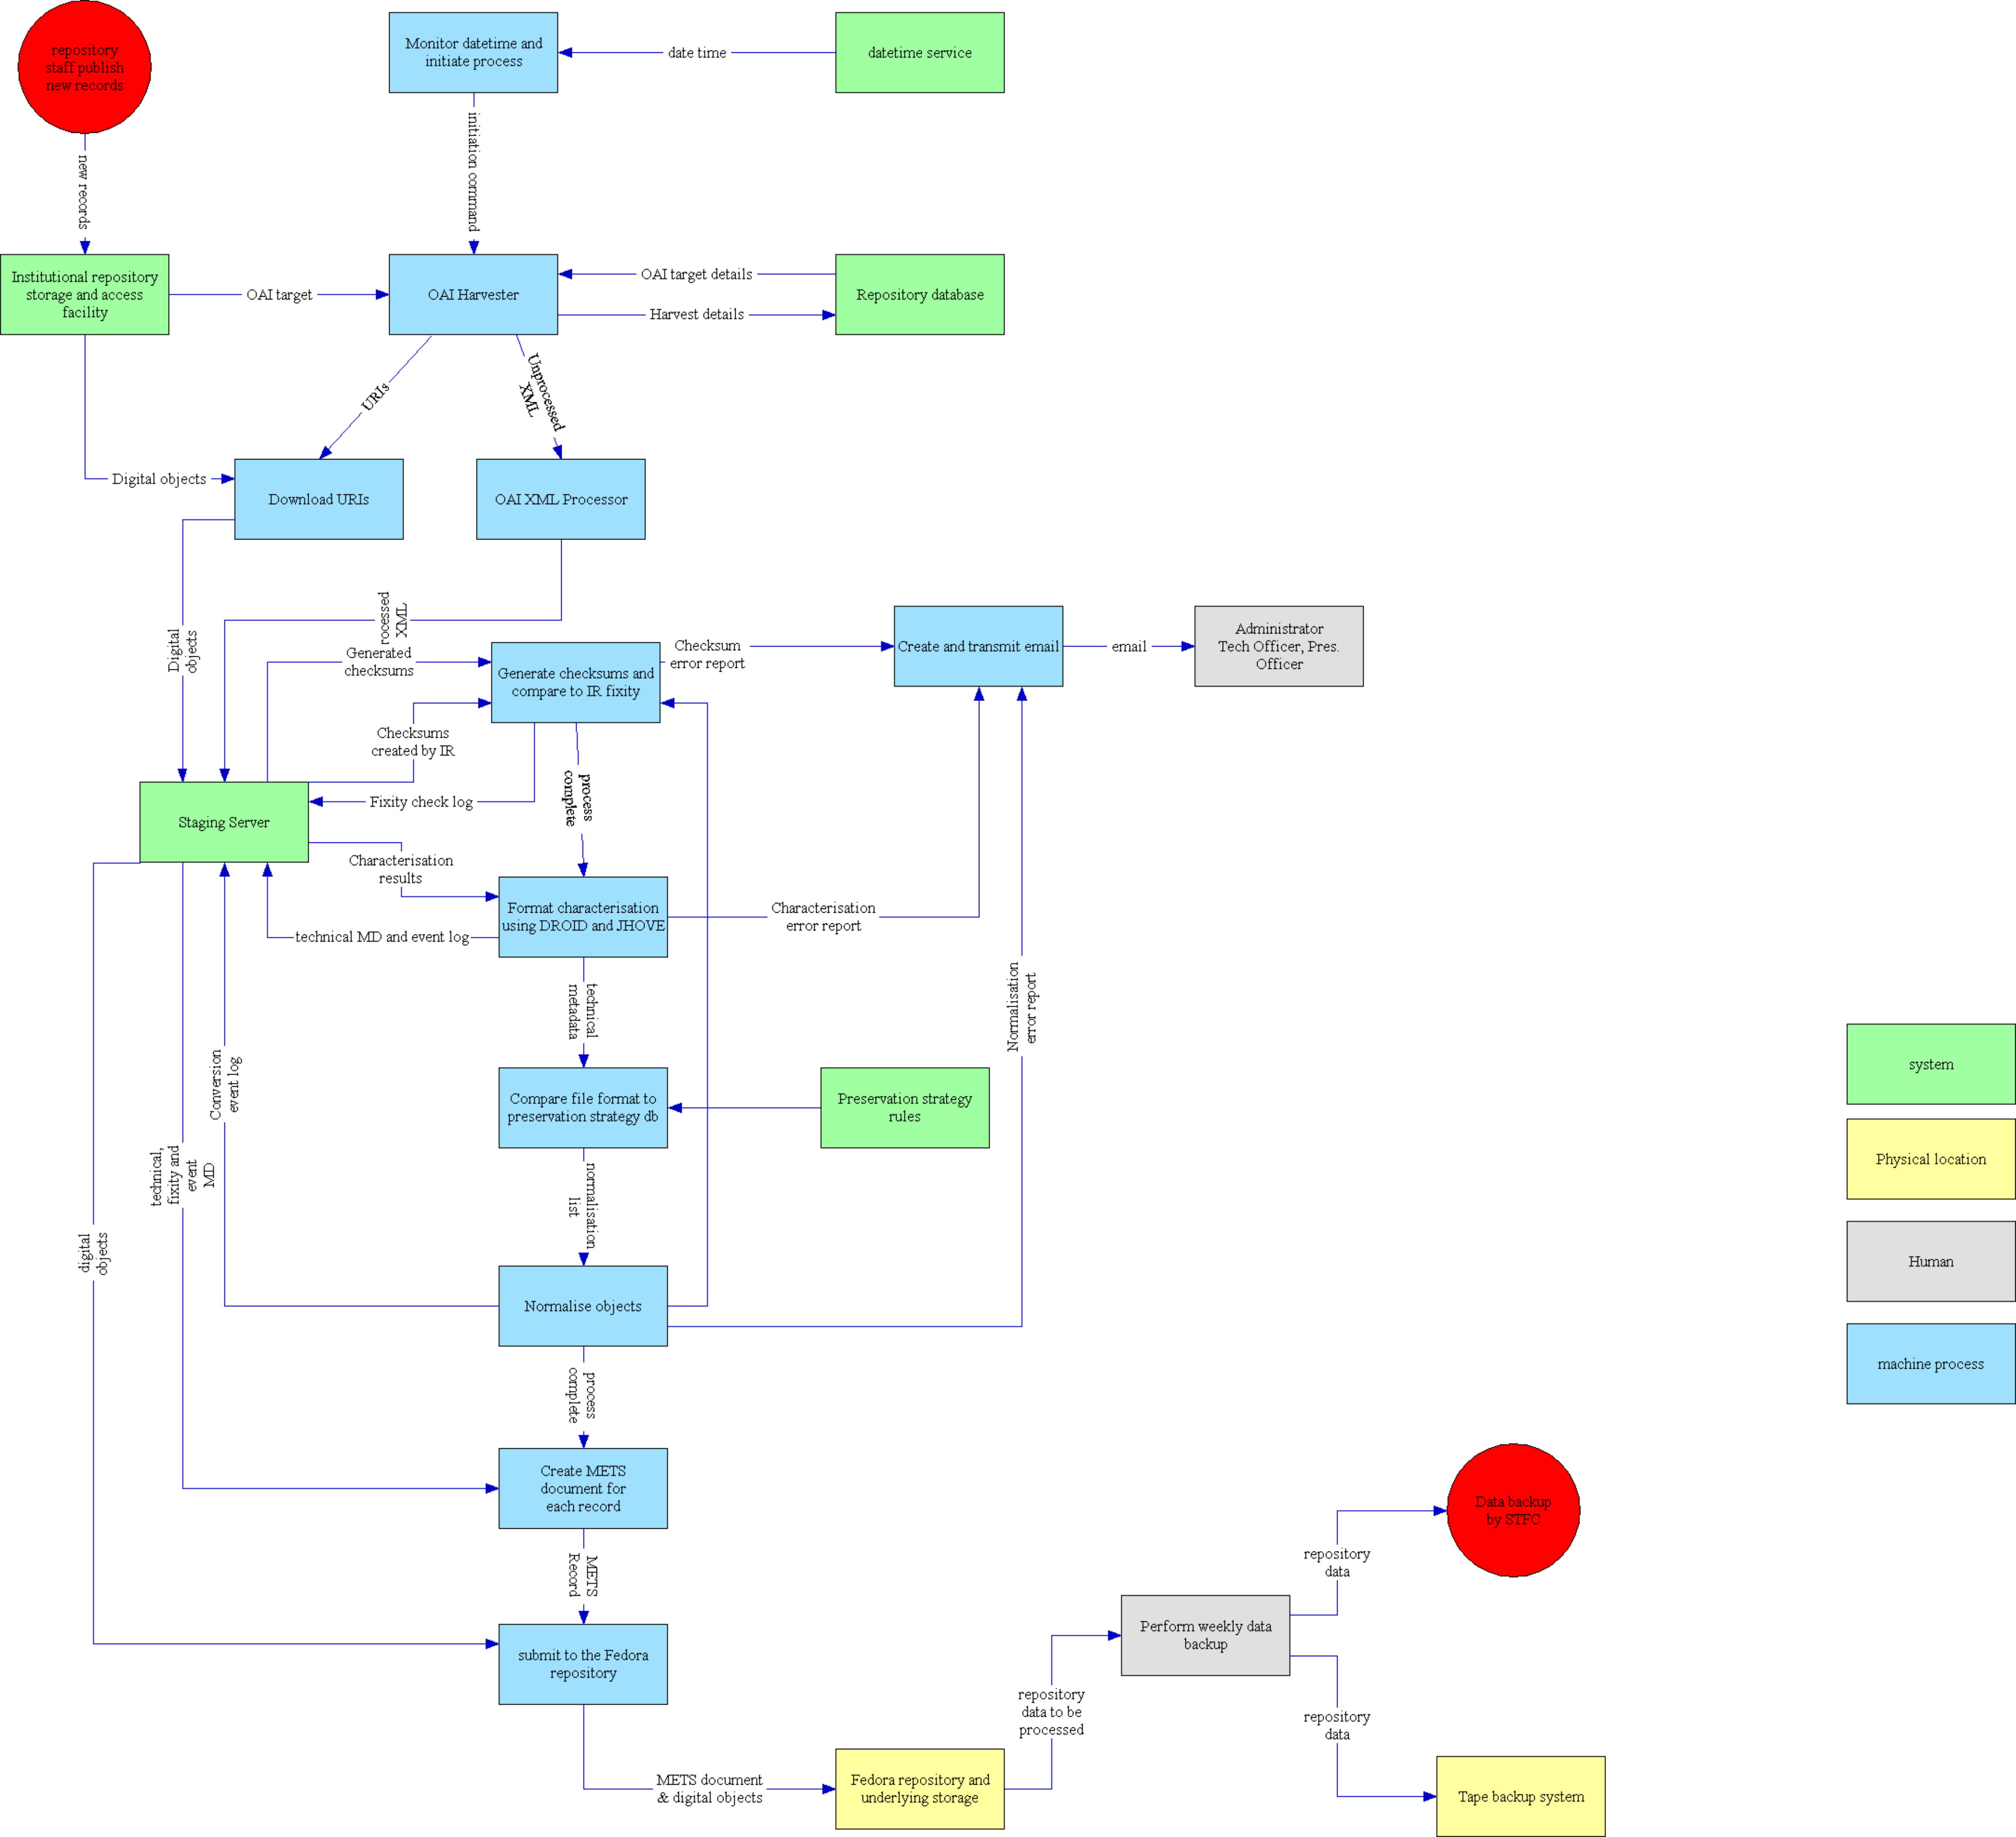 repository
staff publish
new records
Monitor datetime and
initiate process
date time
datetime service
new records
initiation command
Institutional repository
storage and access
facility
OAI target
OAI Harvester
OAI target details
Harvest details
Repository database
URIs
Unprocessed
XML
Digital objects
Download URIs
OAI XML Processor
Digital
objects
rocessed
XML
Generated
checksums
Generate checksums and
compare to IR fixity
Checksum
error report
Create and transmit email
email
Administrator
Tech Officer, Pres.
Officer
Checksums
created by IR
process
complete
Fixity check log
Staging Server
Characterisation
results
Format characterisation
using DROID and JHOVE
Characterisation
error report
technical MD and event log
technical
metadata
Normalisation
error report
Conversion
event log
Compare file format to
preservation strategy db
Preservation strategy
rules
system
Physical location
Human
machine process
technical,
fixity and
event
MD
normalisation
list
digital
objects
Normalise objects
process
complete
Create METS
document for
each record
METS
Record
submit to the Fedora
repository
METS document
& digital objects
Fedora repository and
underlying storage
repository
data to be
processed
Perform weekly data
backup
repository
data
Data backup
by STFC
repository
data
Tape backup system